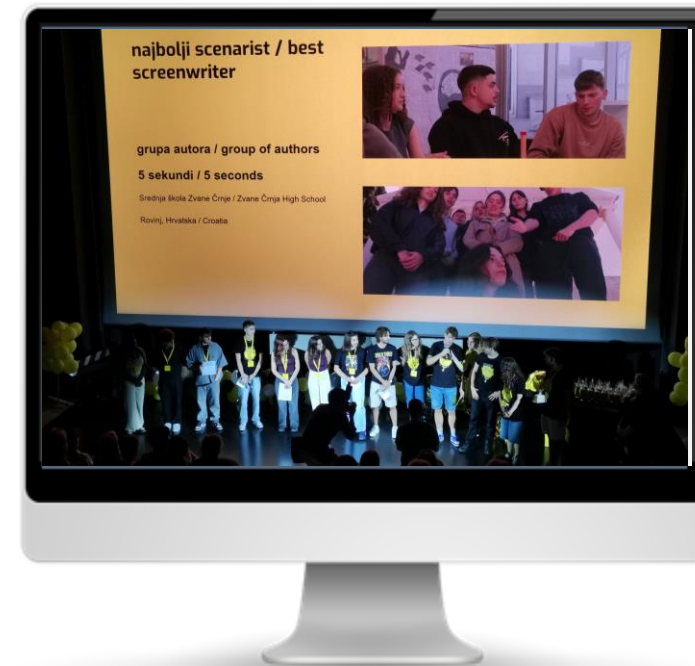 najbolji scenarist / best
screenwriter
grupa autora / group of authors
5 sekundi / 5 seconds
Srednja škola Zvane Črnje / Zvane Črnja High School
Rovinj, Hrvatska / Croatia